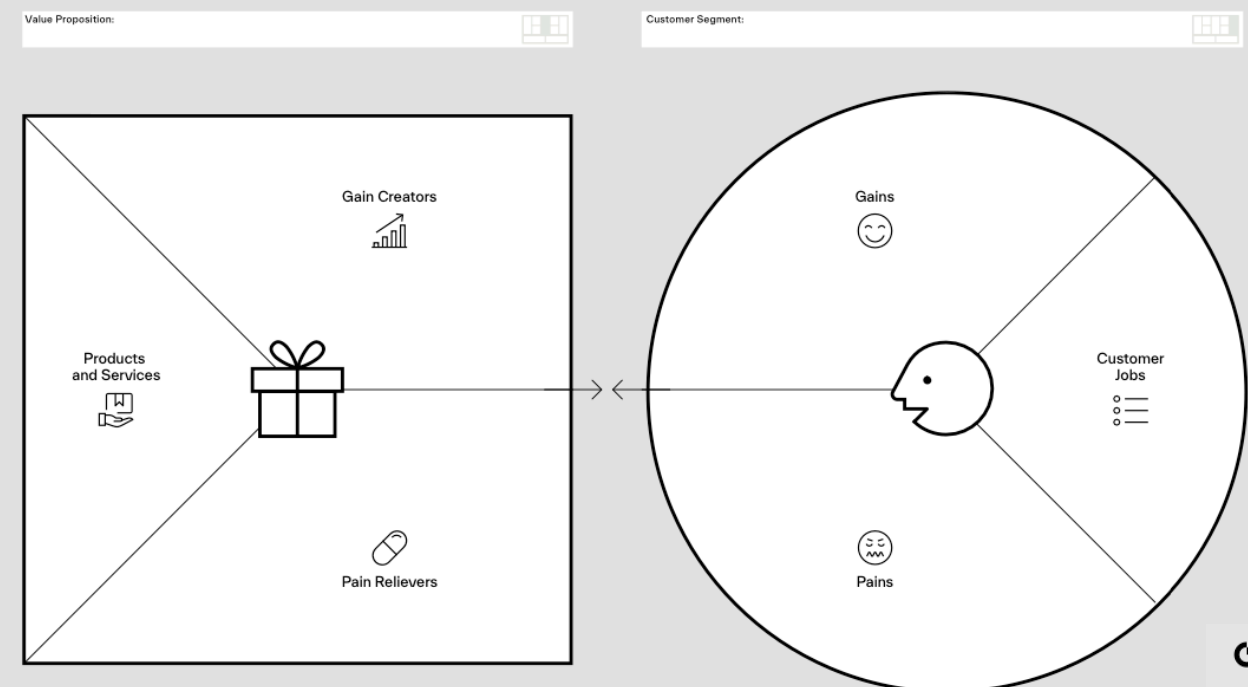 Value Proposition:
Customer Segment:
Gain Creators
Products
and Services
Pain Relievers
Gains
Customer
Jobs
Pains